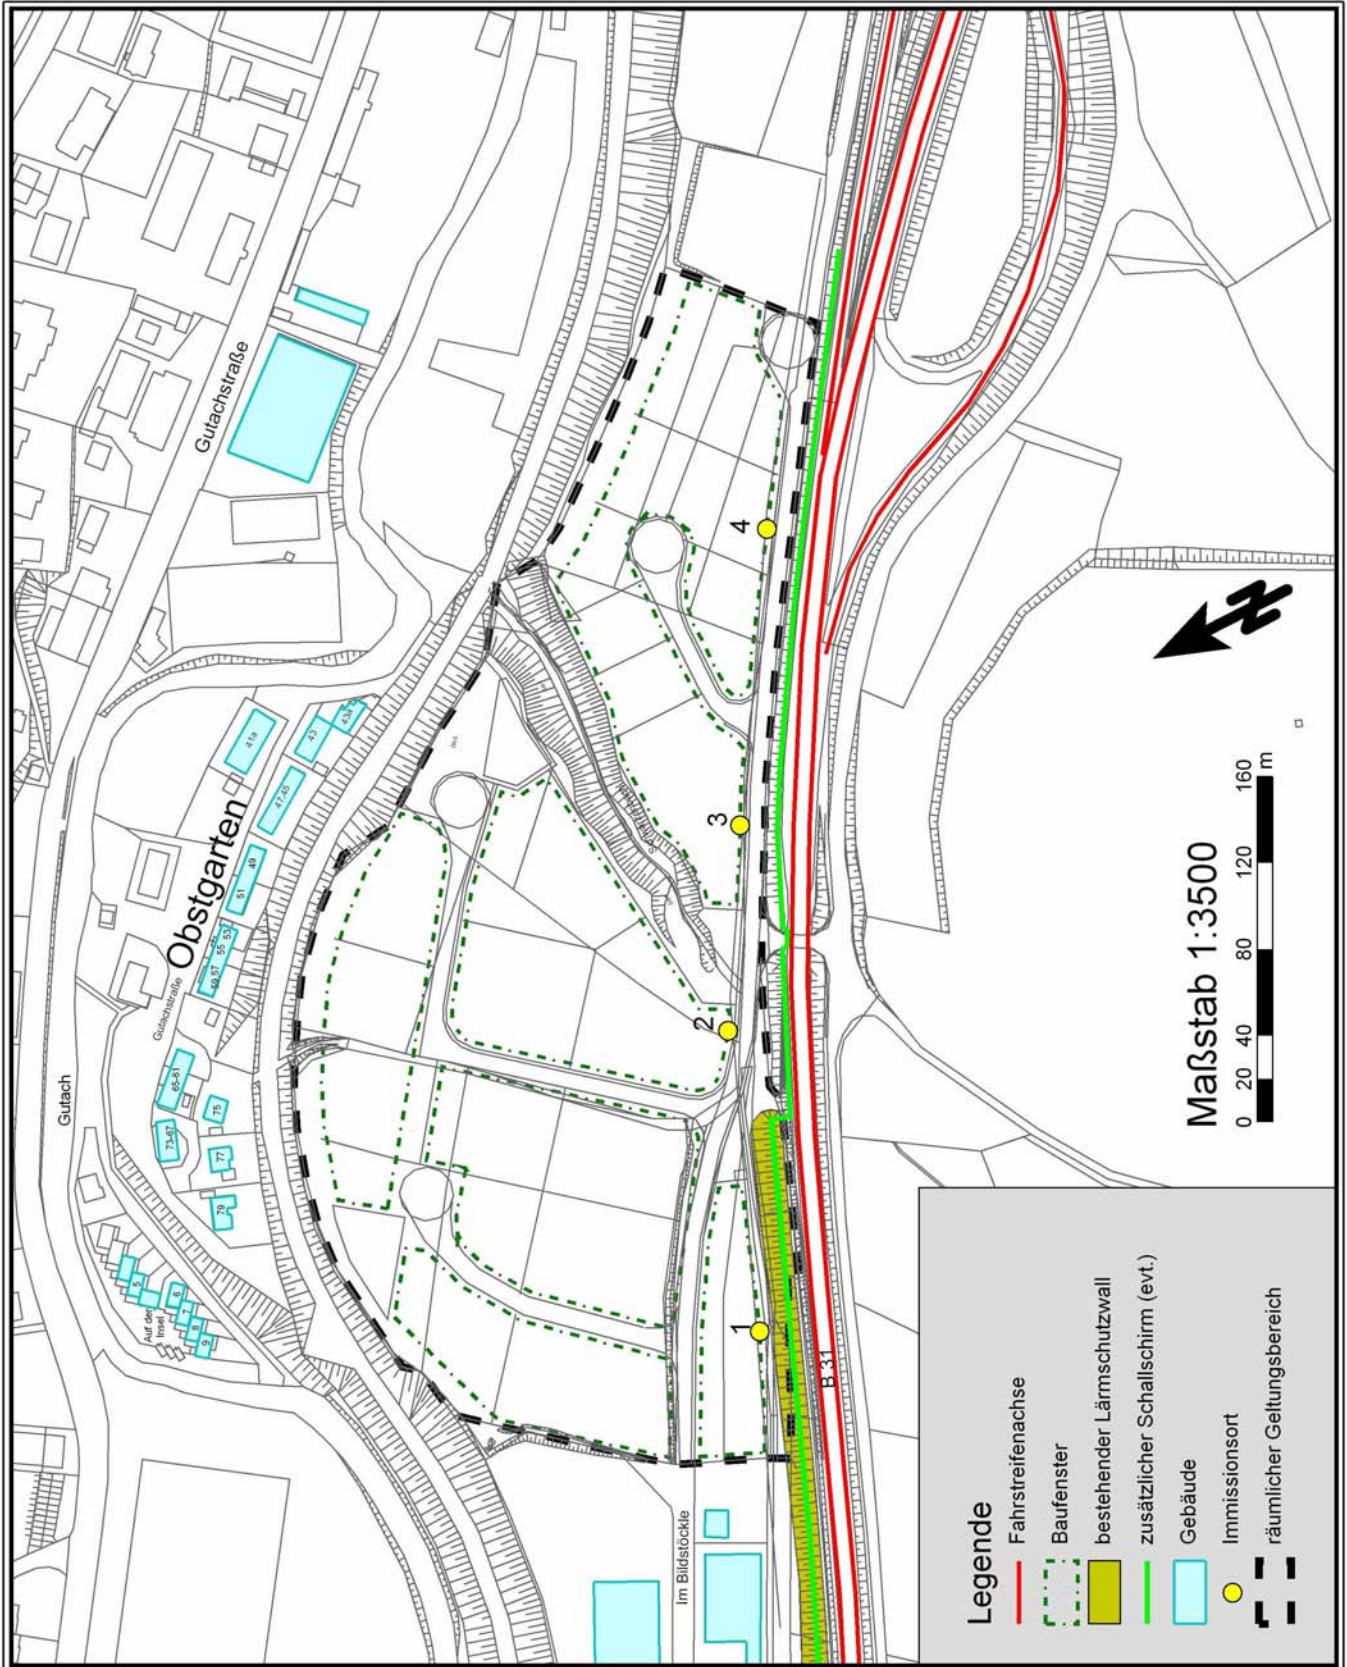 Gutachstraße
Gutach
Obstgarten
Gutachstraße
41a
43
43a
47,45
49
51
53
55
59,57
65-61
73-67
75
77
79
5
6
7
8
9
Auf der
Insel
1
2
3
4
B 31
Im Bildstöckle
Maßstab 1:3500
0 20 40 80 120 160
m
Legende
Fahrstreifenachse
Baufenster
bestehender Lärmschutzwall
zusätzlicher Schallschirm (evt.)
Gebäude
Immissionsort
räumlicher Geltungsbereich